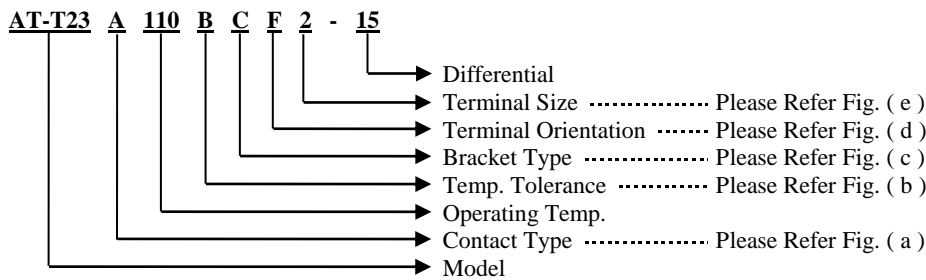 AT-T23 A 110 B C F 2 - 15
Differential
Terminal Size Please Refer Fig. ( e )
Terminal Orientation Please Refer Fig. ( d )
Bracket Type Please Refer Fig. ( c )
Temp. Tolerance Please Refer Fig. ( b )
Operating Temp.
Contact Type Please Refer Fig. ( a )
Model